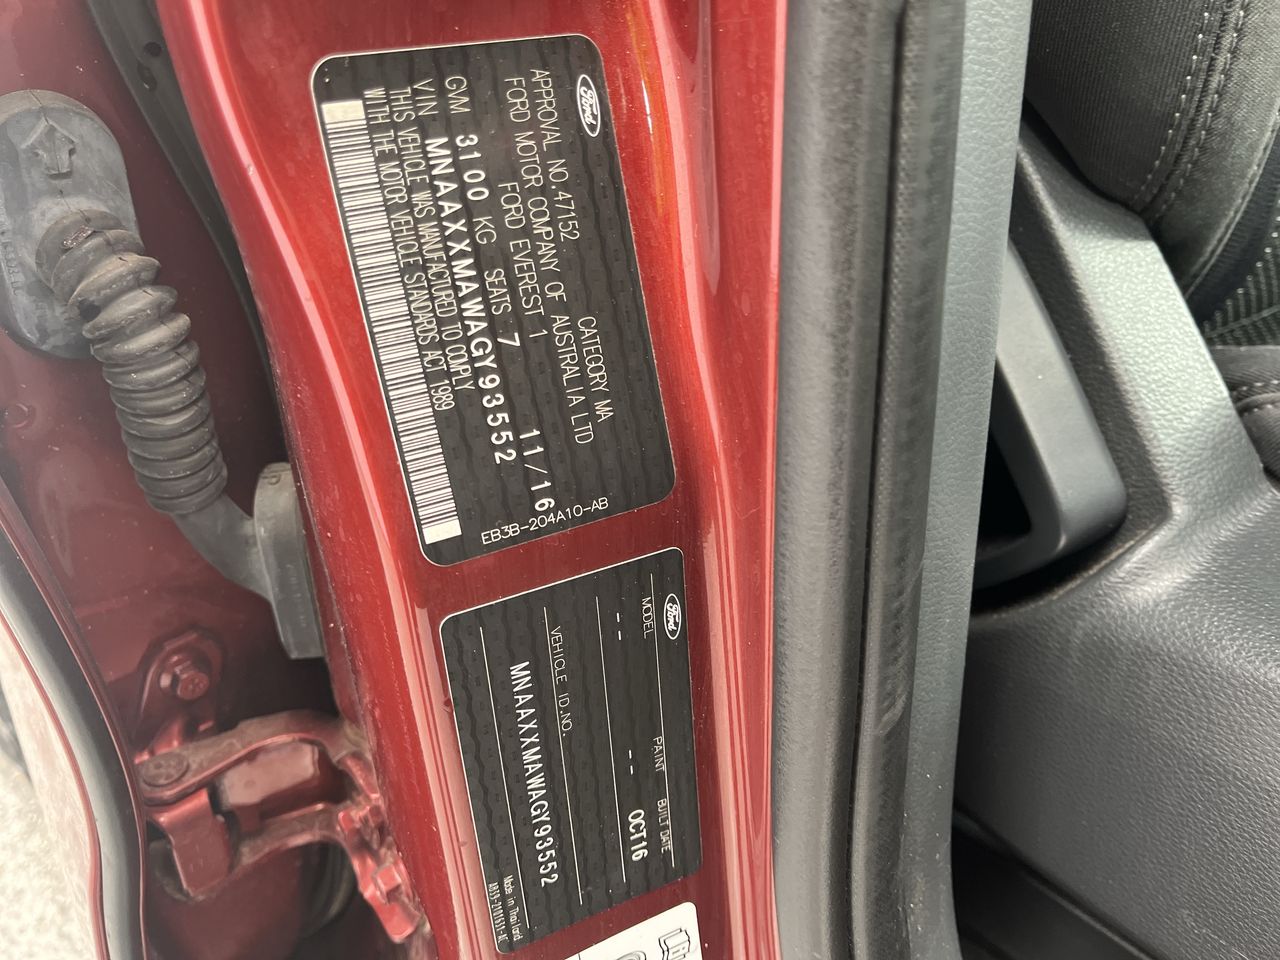 Ford
APPROVAL NO.47152 CATEGORY MA
FORD MOTOR COMPANY OF AUSTRALIA LTD
FORD EVEREST 1 11/16
GVM 3100 KG SEATS 7
VIN MNAAXXMAWAGY93552
THIS VEHICLE WAS MANUFACTURED TO COMPLY
WITH THE MOTOR VEHICLE STANDARDS ACT 1989
EB3B-204A10-AB
Ford
MODEL PAINT BUILT DATE
-- -- OCT16
VEHICLE ID.NO.
MNAAXXMAWAGY93552
Made in Thailand